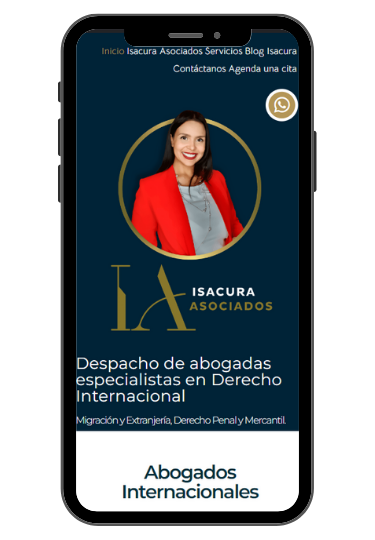 Inicio Isacura Asociados Servicios Blog Isacura
Contáctanos Agenda una cita
IA
ISACURA
ASOCIADOS
Despacho de abogadas
especialistas en Derecho
Internacional
Migración y Extranjería, Derecho Penal y Mercantil.
Abogados
Internacionales